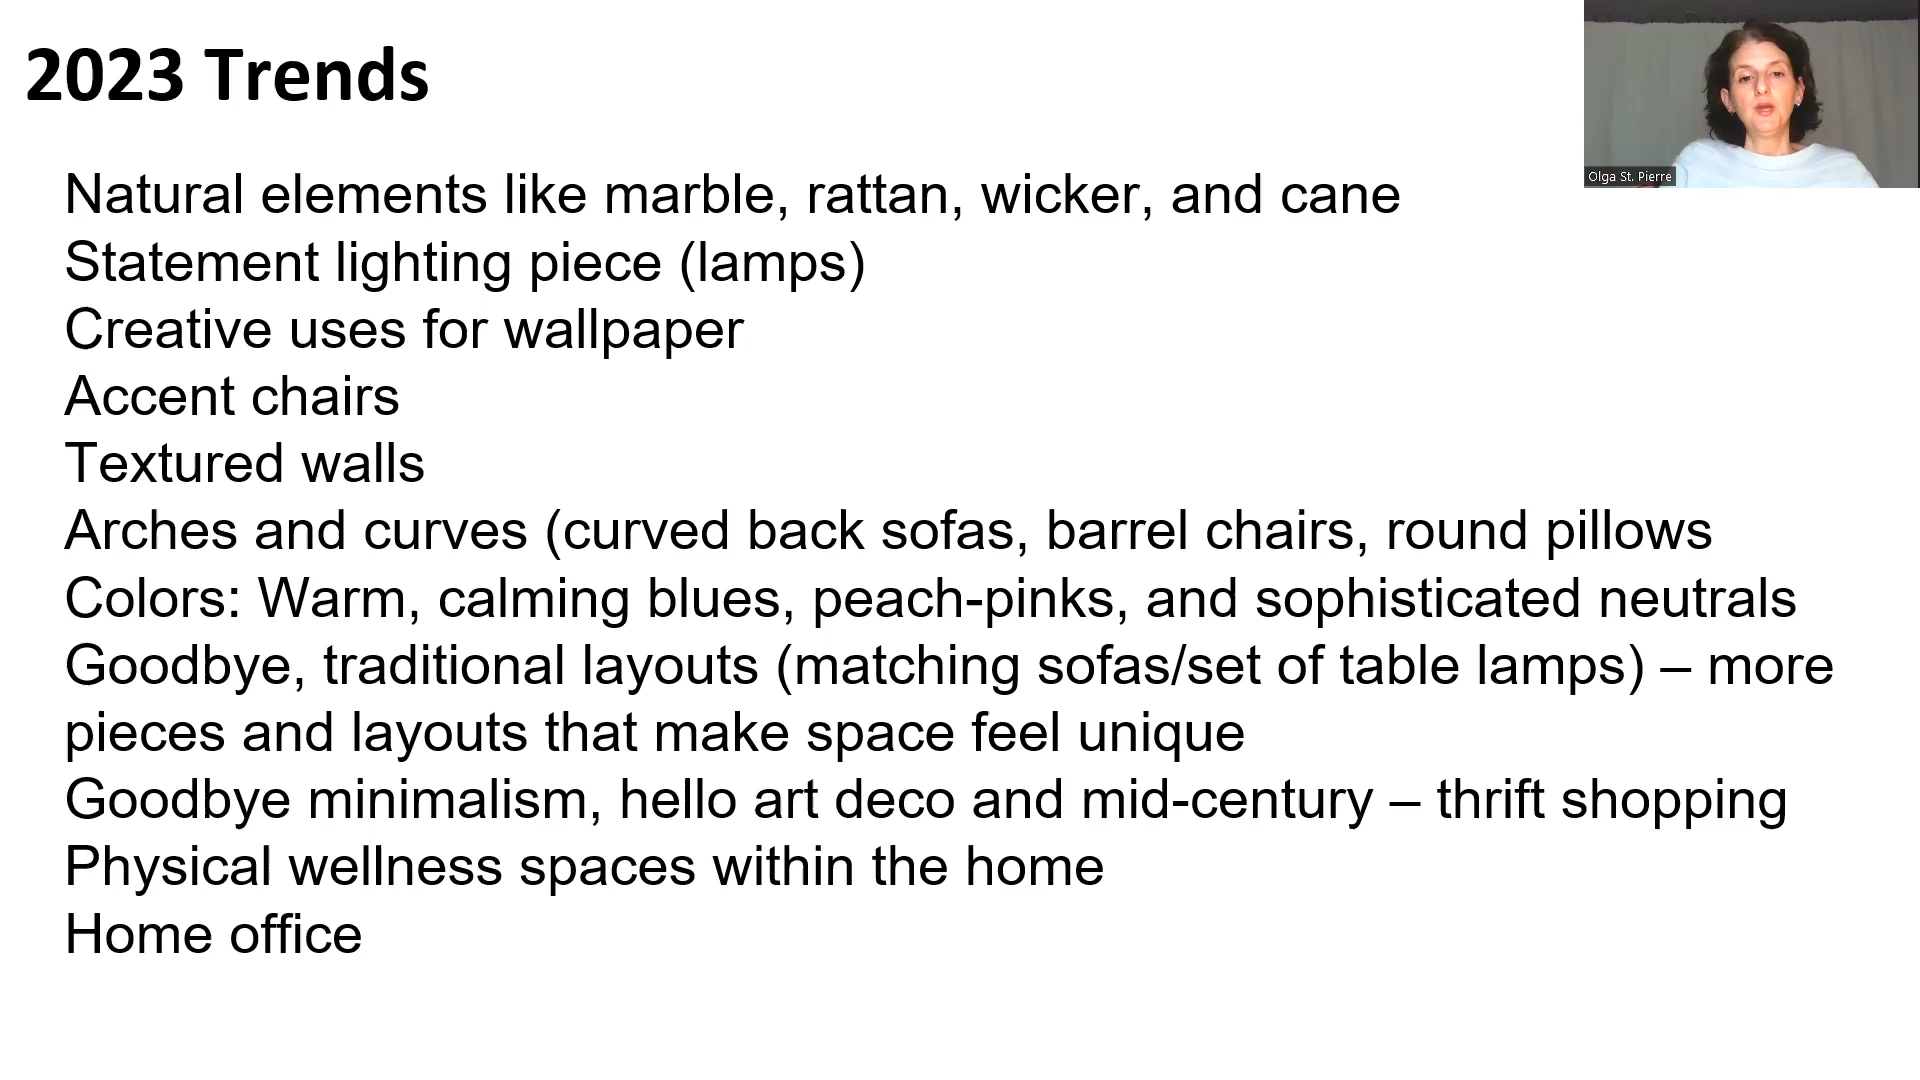 2023 Trends
Olga St. Pierre
Natural elements like marble, rattan, wicker, and cane
Statement lighting piece (lamps)
Creative uses for wallpaper
Accent chairs
Textured walls
Arches and curves (curved back sofas, barrel chairs, round pillows
Colors: Warm, calming blues, peach-pinks, and sophisticated neutrals
Goodbye, traditional layouts (matching sofas/set of table lamps) – more
pieces and layouts that make space feel unique
Goodbye minimalism, hello art deco and mid-century – thrift shopping
Physical wellness spaces within the home
Home office